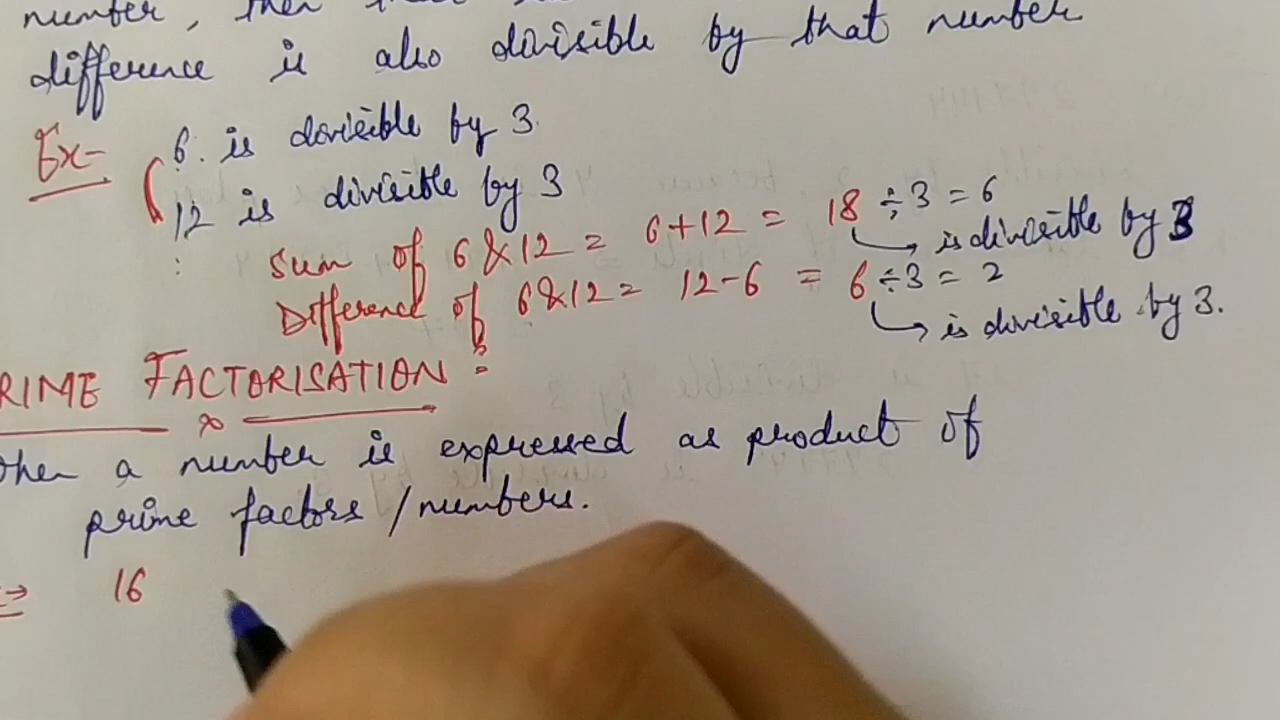 number, then
difference is also divisible by that number
Ex- 6. is divisible by 3.
12 is divisible by 3
Sum of 6 & 12 = 6+12 = 18 ÷ 3 = 6
is divisible by 3
Difference of 6 & 12 = 12-6 = 6 ÷ 3 = 2
is divisible by 3.
RIME FACTORISATION :
hen a number is expressed as product of
prime factors / numbers.
→ 16